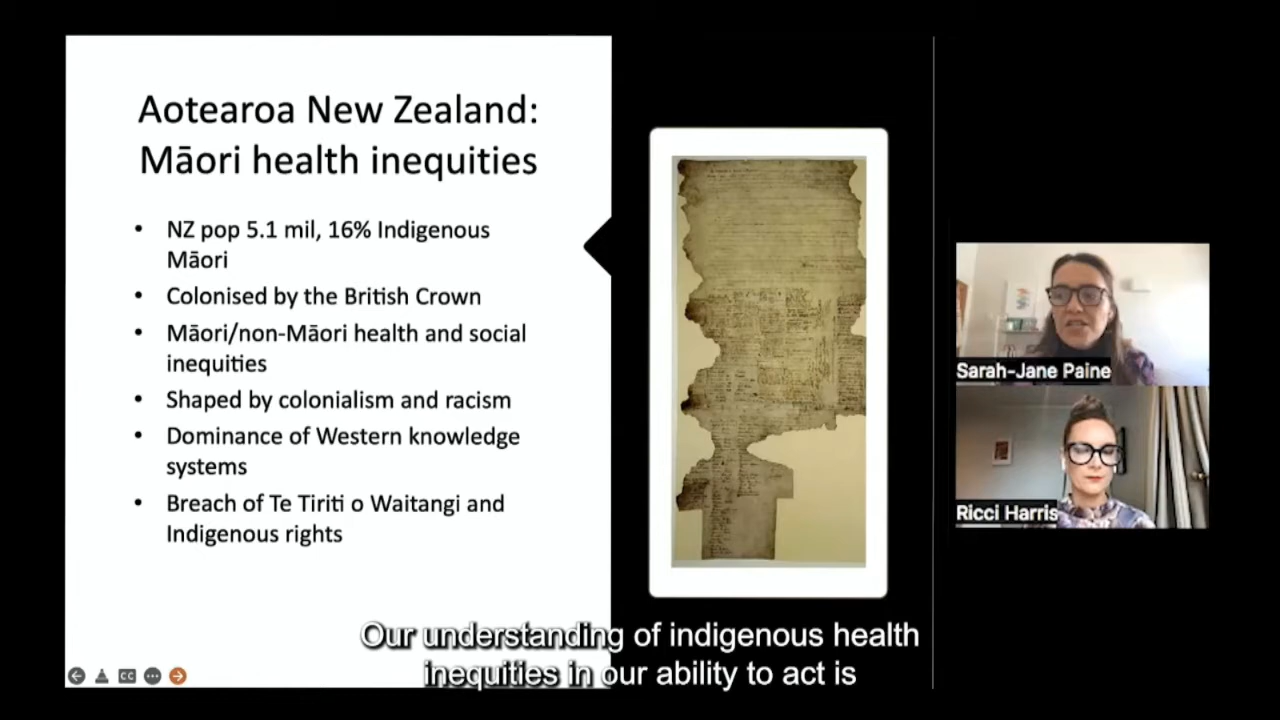 Aotearoa New Zealand:
Māori health inequities
• NZ pop 5.1 mil, 16% Indigenous
Māori
• Colonised by the British Crown
• Māori/non-Māori health and social
inequities
• Shaped by colonialism and racism
• Dominance of Western knowledge
systems
• Breach of Te Tiriti o Waitangi and
Indigenous rights
Sarah-Jane Paine
Ricci Harris
CC
Our understanding of indigenous health
inequities in our ability to act is